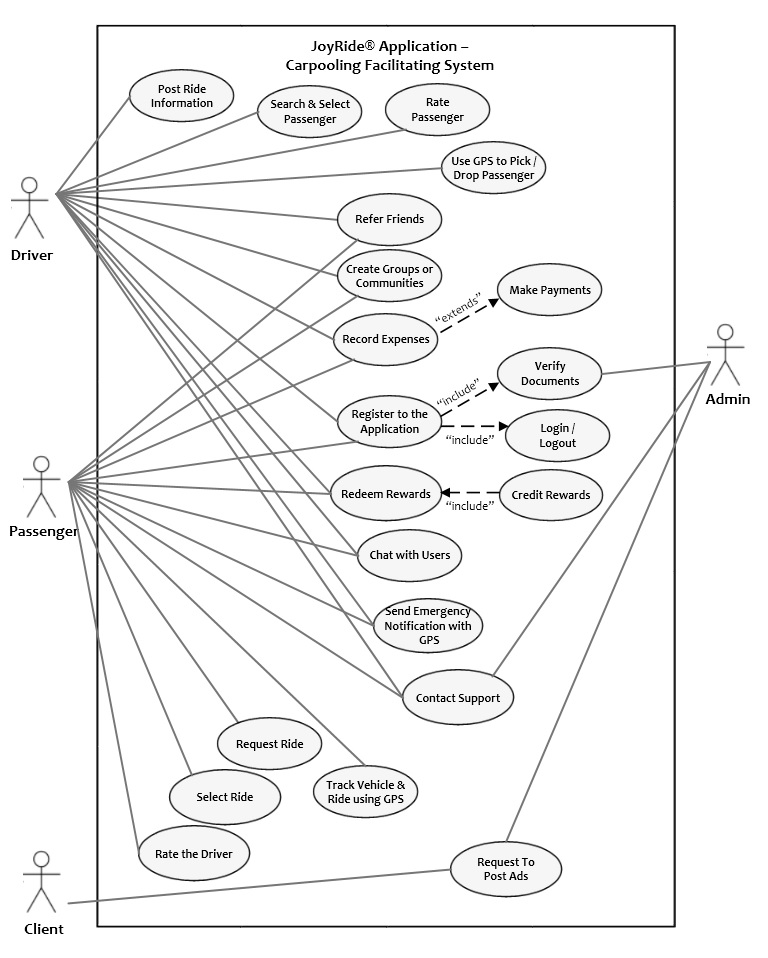 JoyRide® Application –
Carpooling Facilitating System
Post Ride
Information
Search & Select
Passenger
Rate
Passenger
Use GPS to Pick /
Drop Passenger
Driver
Refer Friends
Create Groups or
Communities
Make Payments
"extends"
Record Expenses
Verify
Documents
Admin
"include"
Register to the
Application
Login /
Logout
"include"
Redeem Rewards
Credit Rewards
"include"
Passenger
Chat with Users
Send Emergency
Notification with
GPS
Contact Support
Request Ride
Select Ride
Track Vehicle &
Ride using GPS
Rate the Driver
Request To
Post Ads
Client